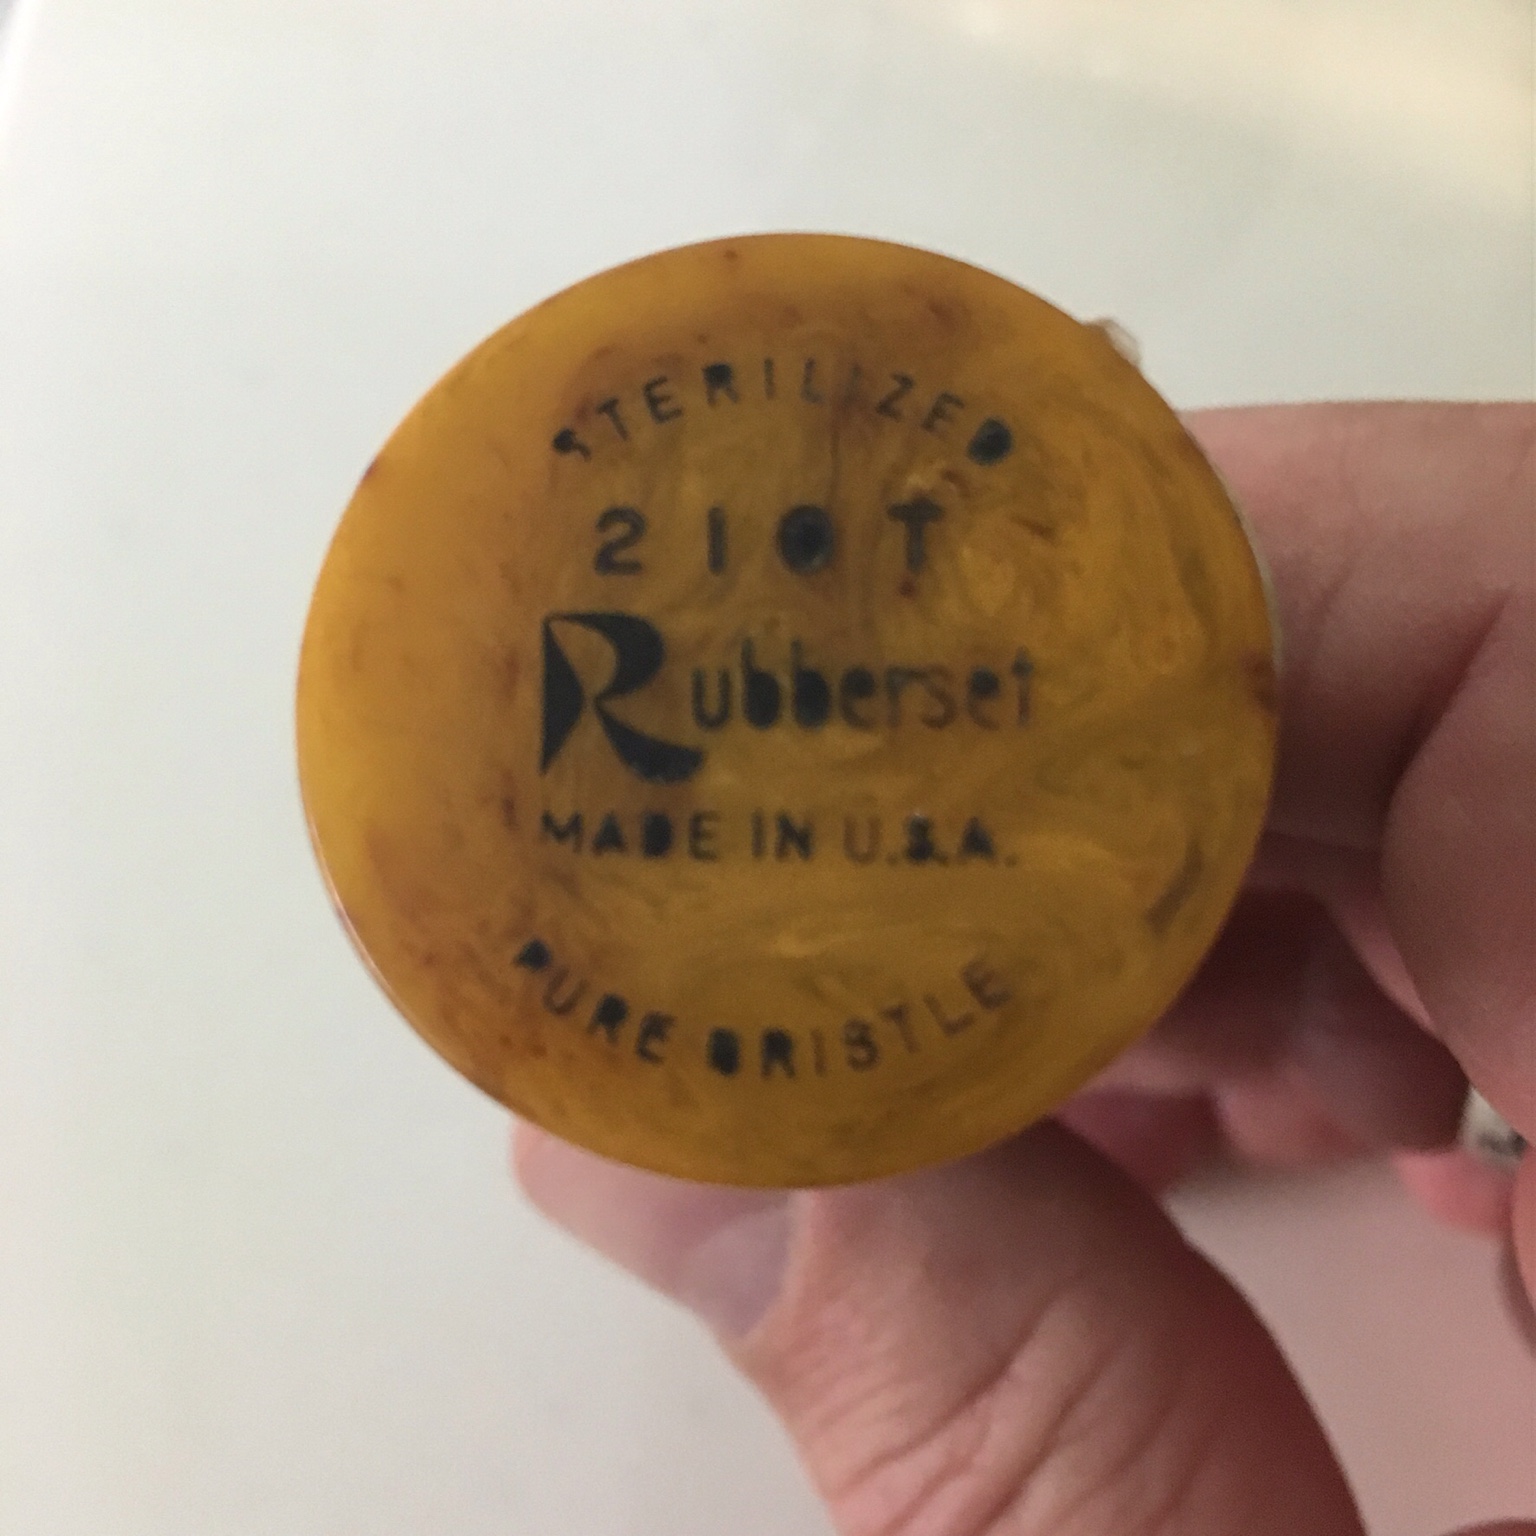 STERILIZED
210T
Rubberset
MADE IN U.S.A.
PURE BRISTLE